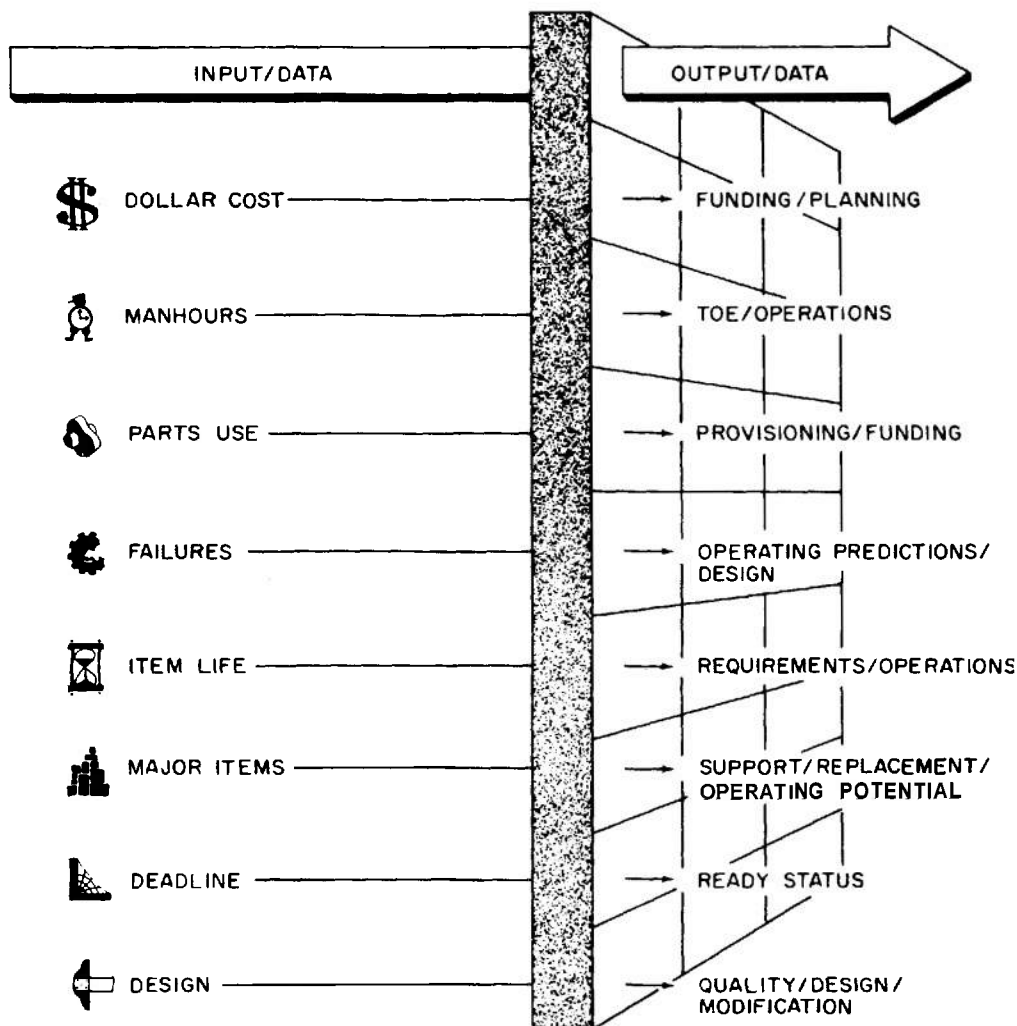 INPUT/DATA OUTPUT/DATA
DOLLAR COST FUNDING/PLANNING
MANHOURS TOE/OPERATIONS
PARTS USE PROVISIONING/FUNDING
FAILURES OPERATING PREDICTIONS/
DESIGN
ITEM LIFE REQUIREMENTS/OPERATIONS
MAJOR ITEMS SUPPORT/REPLACEMENT/
OPERATING POTENTIAL
DEADLINE READY STATUS
DESIGN QUALITY/DESIGN/
MODIFICATION